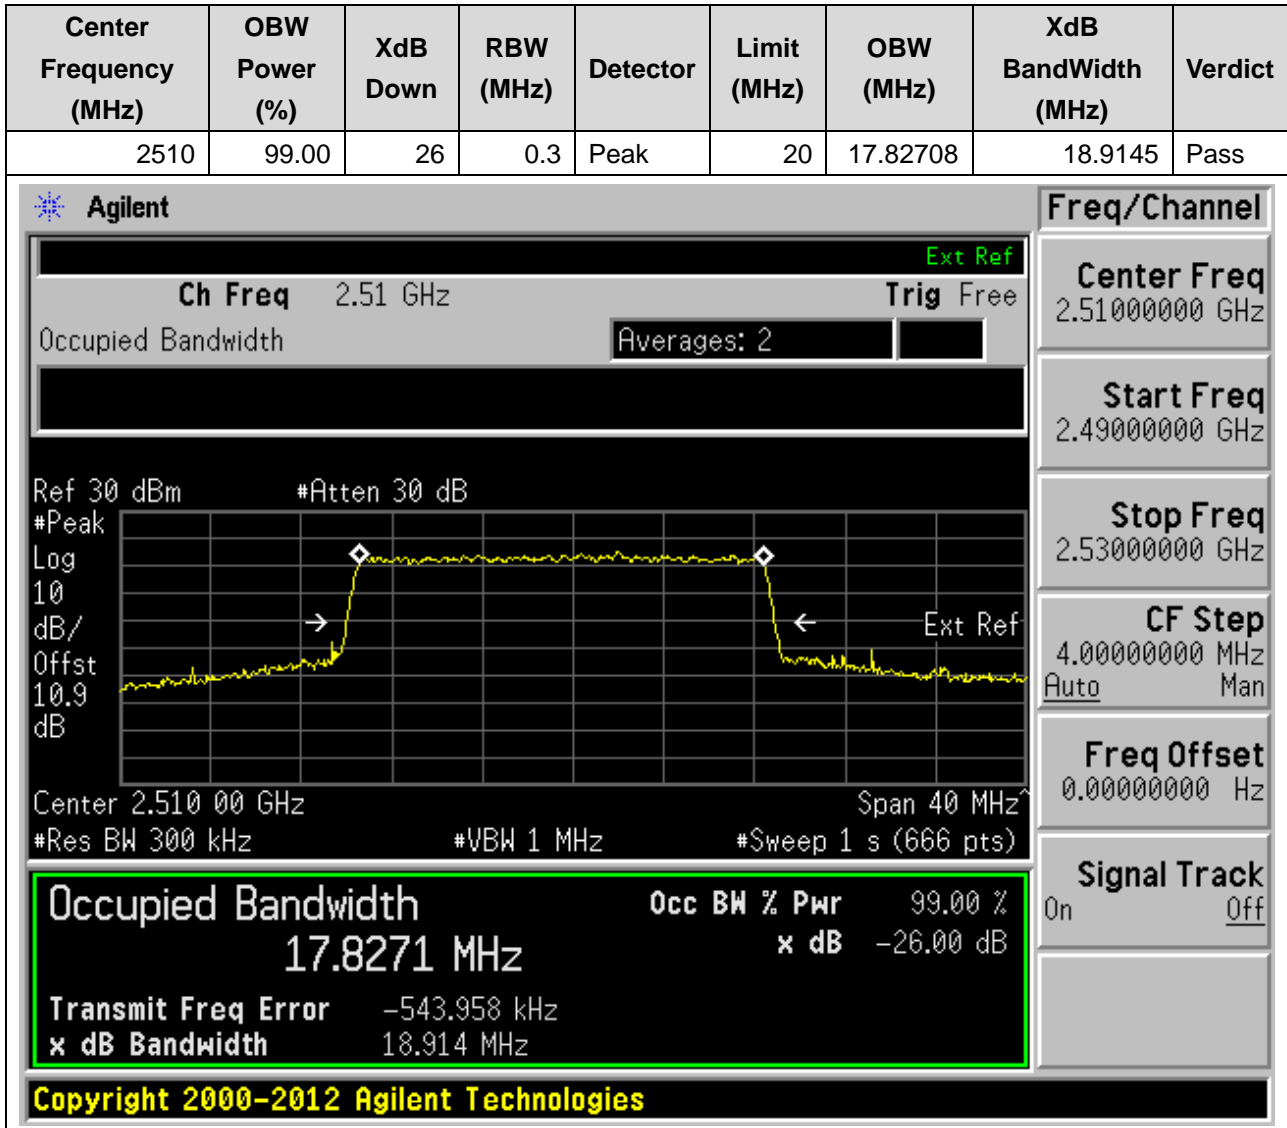 Center Frequency (MHz) OBW Power (%) XdB Down RBW (MHz) Detector Limit (MHz) OBW (MHz) XdB BandWidth (MHz) Verdict
2510 99.00 26 0.3 Peak 20 17.82708 18.9145 Pass
Agilent
Freq/Channel
Ext Ref
Ch Freq 2.51 GHz Trig Free
Occupied Bandwidth Averages: 2
Center Freq
2.51000000 GHz
Start Freq
2.49000000 GHz
Stop Freq
2.53000000 GHz
CF Step
4.00000000 MHz
Auto Man
Freq Offset
0.00000000 Hz
Signal Track
On Off
Ref 30 dBm #Atten 30 dB
#Peak
Log
10
dB/
Offst
10.9
dB
Ext Ref
Center 2.510 00 GHz Span 40 MHz^
#Res BW 300 kHz #VBW 1 MHz #Sweep 1 s (666 pts)
Occupied Bandwidth Occ BW % Pwr 99.00 %
17.8271 MHz x dB -26.00 dB
Transmit Freq Error -543.958 kHz
x dB Bandwidth 18.914 MHz
Copyright 2000-2012 Agilent Technologies